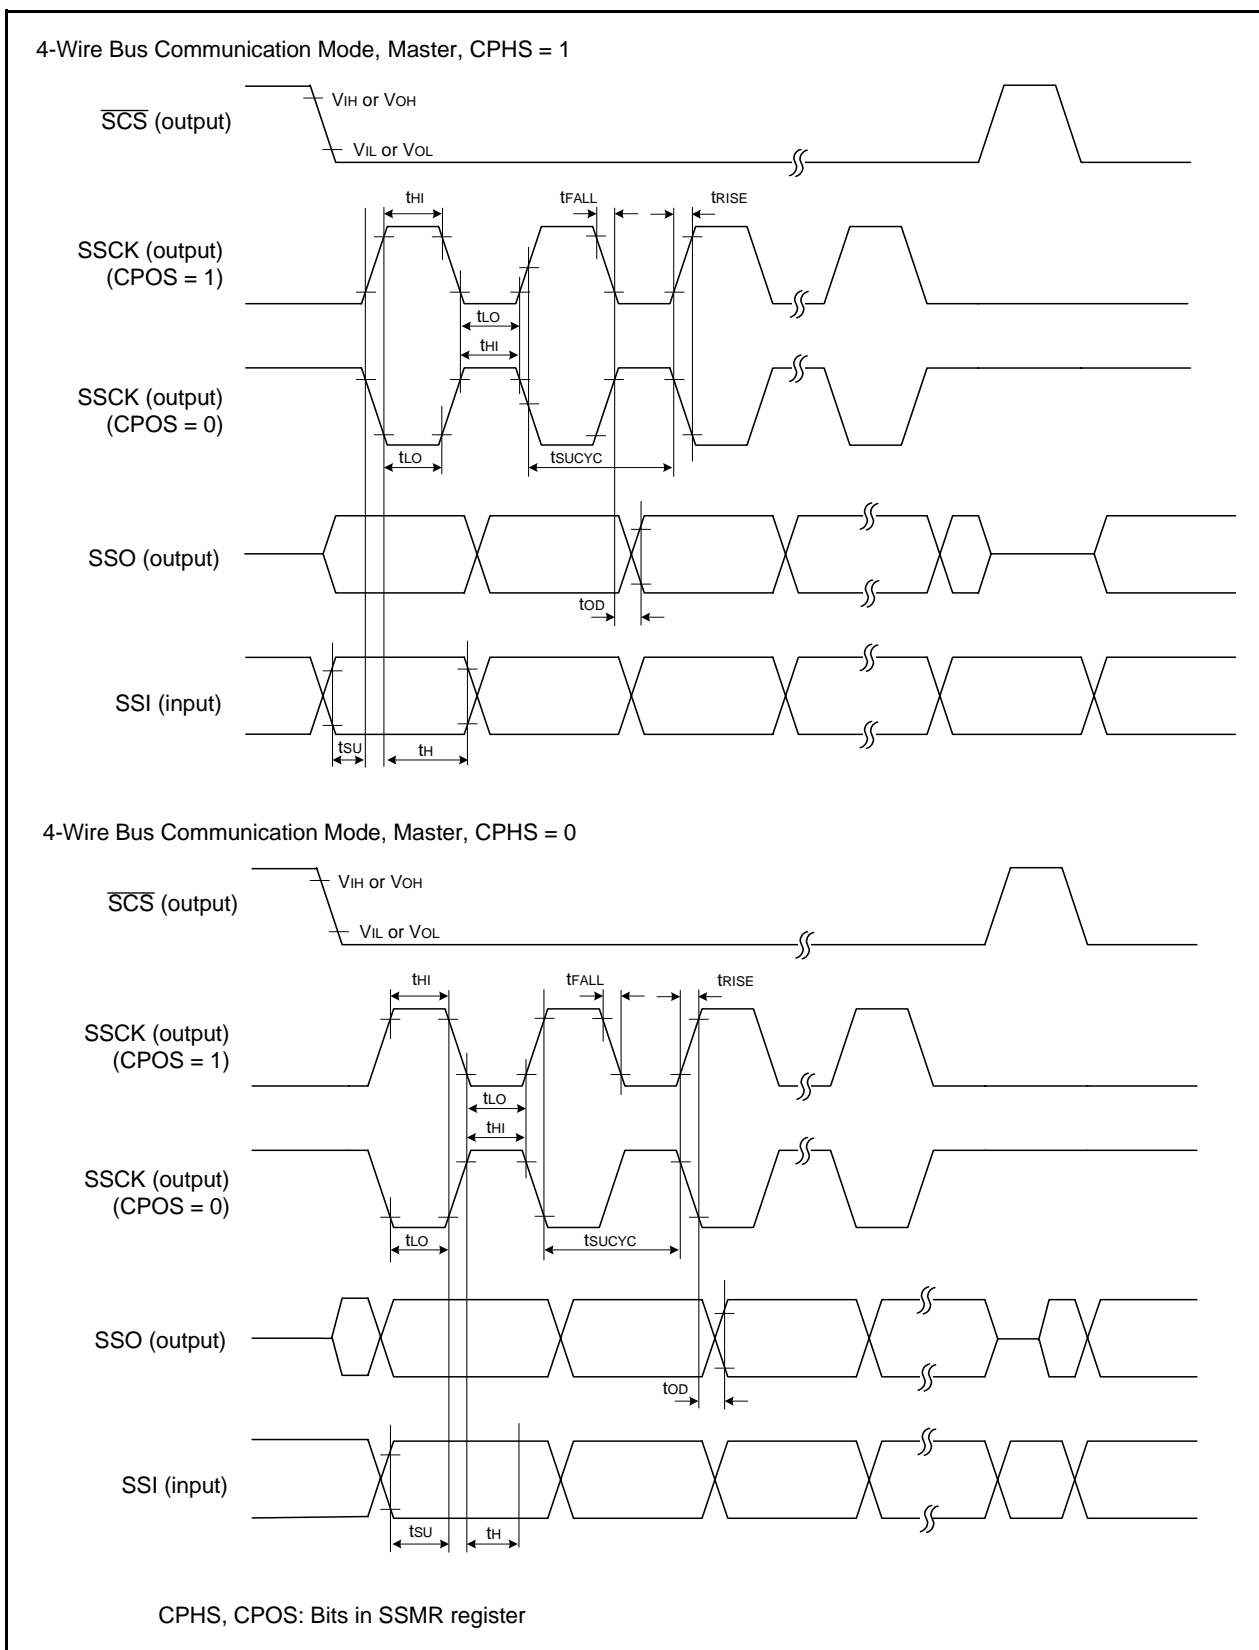 4-Wire Bus Communication Mode, Master, CPHS = 1
SCS (output)
VIH or VOH
VIL or VOL
tHI
tFALL
tRISE
SSCK (output)
(CPOS = 1)
tLO
tHI
SSCK (output)
(CPOS = 0)
tLO
tSUCYC
SSO (output)
tOD
SSI (input)
tSU
tH
4-Wire Bus Communication Mode, Master, CPHS = 0
SCS (output)
VIH or VOH
VIL or VOL
tHI
tFALL
tRISE
SSCK (output)
(CPOS = 1)
tLO
tHI
SSCK (output)
(CPOS = 0)
tLO
tSUCYC
SSO (output)
tOD
SSI (input)
tSU
tH
CPHS, CPOS: Bits in SSMR register